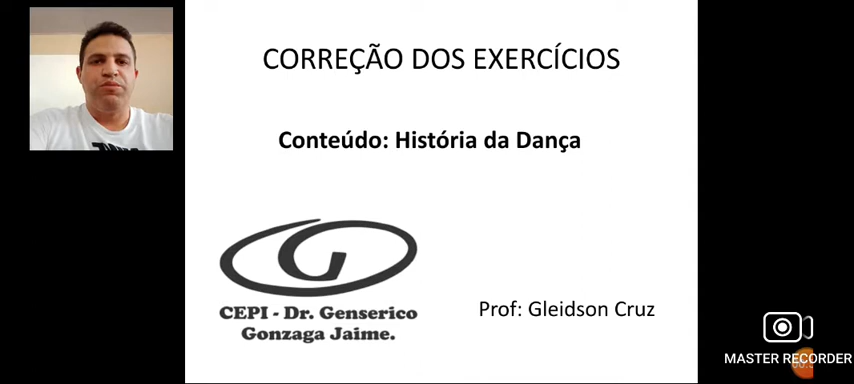 CORREÇÃO DOS EXERCÍCIOS
Conteúdo: História da Dança
CEPI - Dr. Genserico
Gonzaga Jaime.
Prof: Gleidson Cruz
MASTER RECORDER